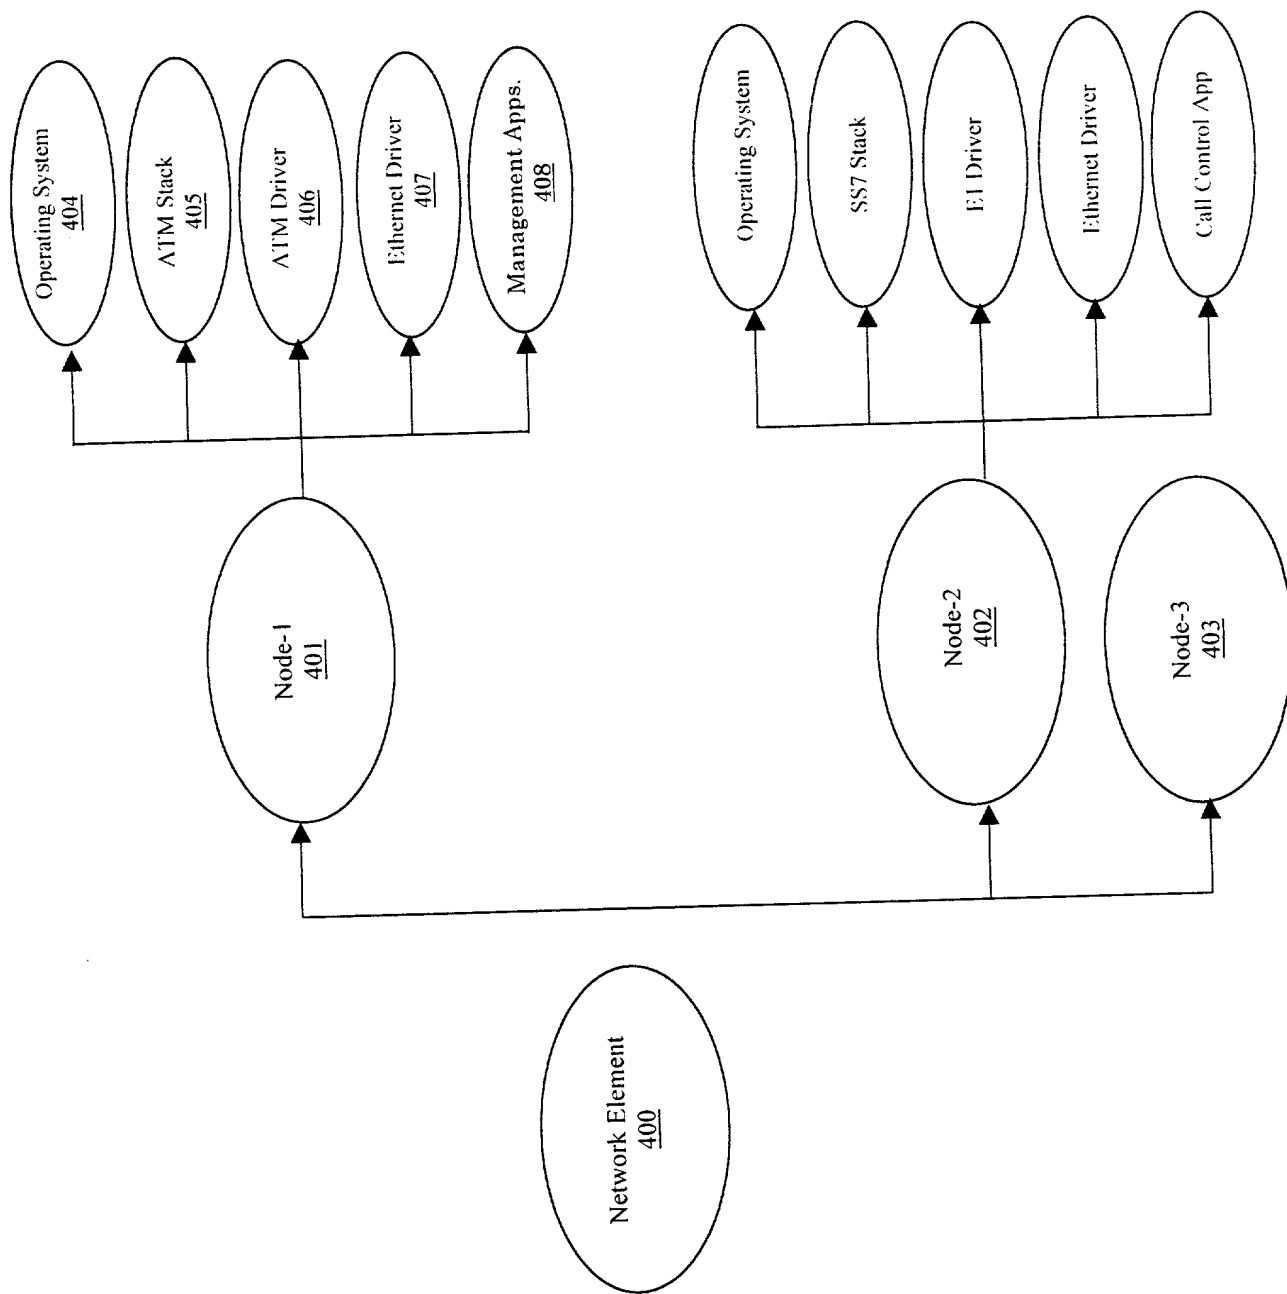 Network Element
400
Node-1
401
Node-2
402
Node-3
403
Operating System
404
ATM Stack
405
ATM Driver
406
Ethernet Driver
407
Management Apps.
408
Operating System
SS7 Stack
E1 Driver
Ethernet Driver
Call Control App